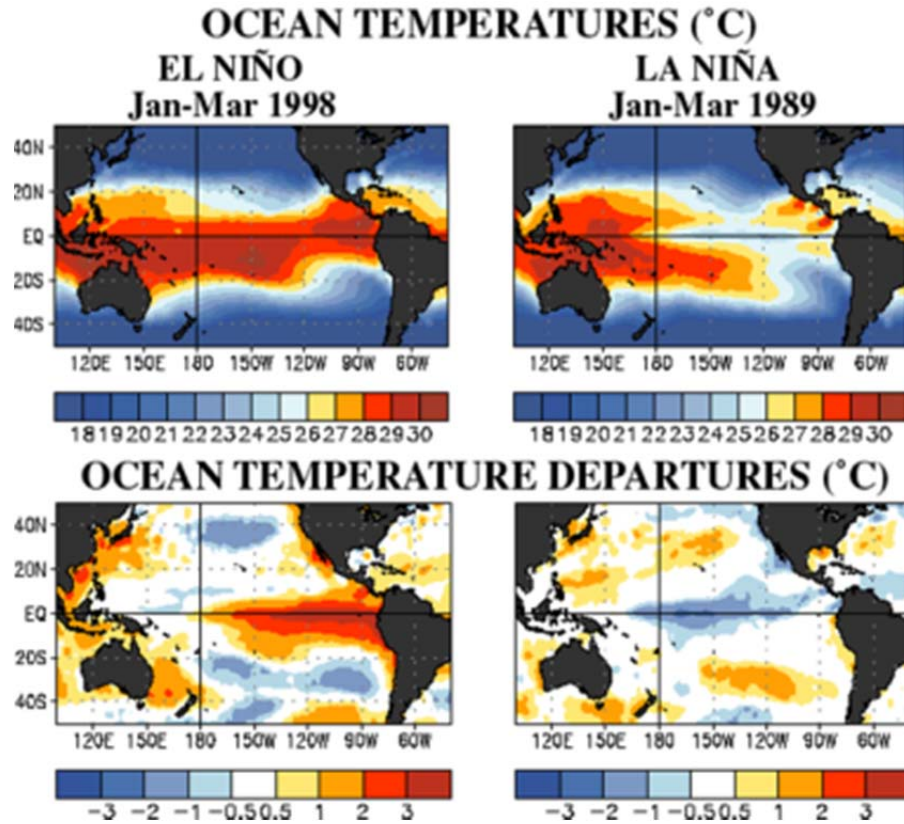 OCEAN TEMPERATURES (˚C)
EL NIÑO
Jan-Mar 1998
LA NIÑA
Jan-Mar 1989
40N
20N
EQ
20S
40S
120E 150E 180 150W 120W 90W 60W
120E 150E 180 150W 120W 90W 60W
18 19 20 21 22 23 24 25 26 27 28 29 30
18 19 20 21 22 23 24 25 26 27 28 29 30
OCEAN TEMPERATURE DEPARTURES (˚C)
40N
20N
EQ
20S
40S
120E 150E 180 150W 120W 90W 60W
120E 150E 180 150W 120W 90W 60W
-3 -2 -1 -0.5 0.5 1 2 3
-3 -2 -1 -0.5 0.5 1 2 3